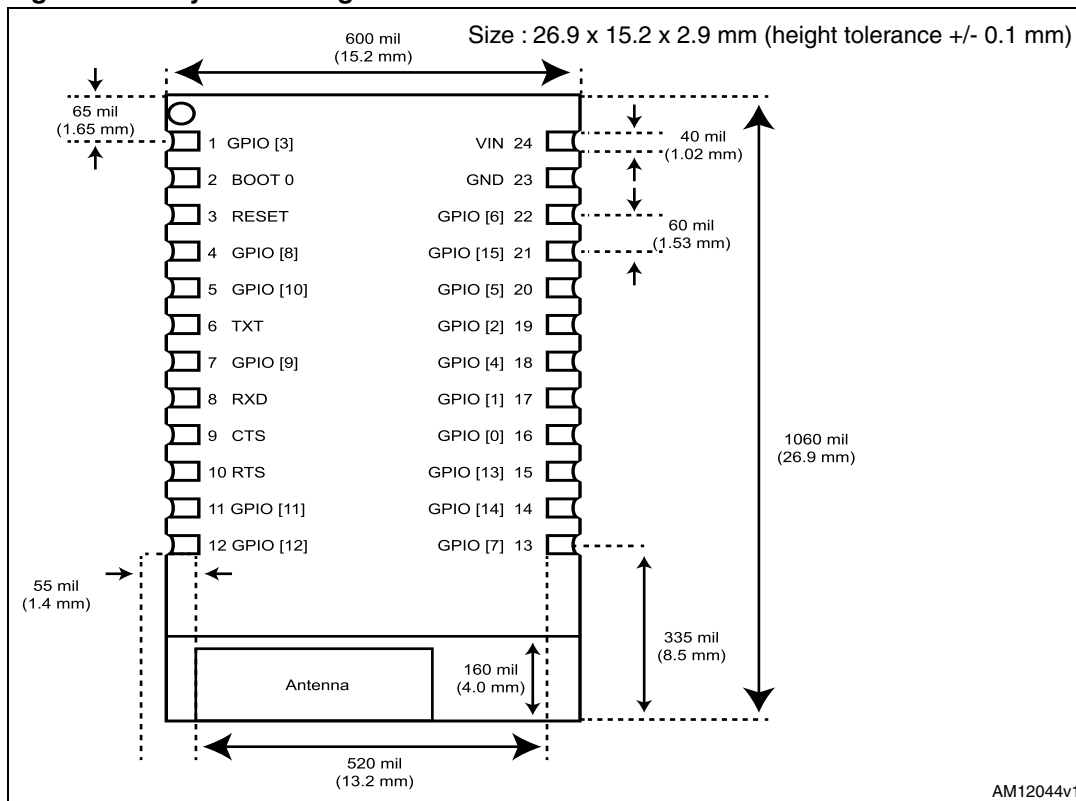 Size : 26.9 x 15.2 x 2.9 mm (height tolerance +/- 0.1 mm)
600 mil
(15.2 mm)
65 mil
(1.65 mm)
40 mil
(1.02 mm)
60 mil
(1.53 mm)
1 GPIO [3]
2 BOOT 0
3 RESET
4 GPIO [8]
5 GPIO [10]
6 TXT
7 GPIO [9]
8 RXD
9 CTS
10 RTS
11 GPIO [11]
12 GPIO [12]
VIN 24
GND 23
GPIO [6] 22
GPIO [15] 21
GPIO [5] 20
GPIO [2] 19
GPIO [4] 18
GPIO [1] 17
GPIO [0] 16
GPIO [13] 15
GPIO [14] 14
GPIO [7] 13
1060 mil
(26.9 mm)
55 mil
(1.4 mm)
335 mil
(8.5 mm)
160 mil
(4.0 mm)
Antenna
520 mil
(13.2 mm)
AM12044v1